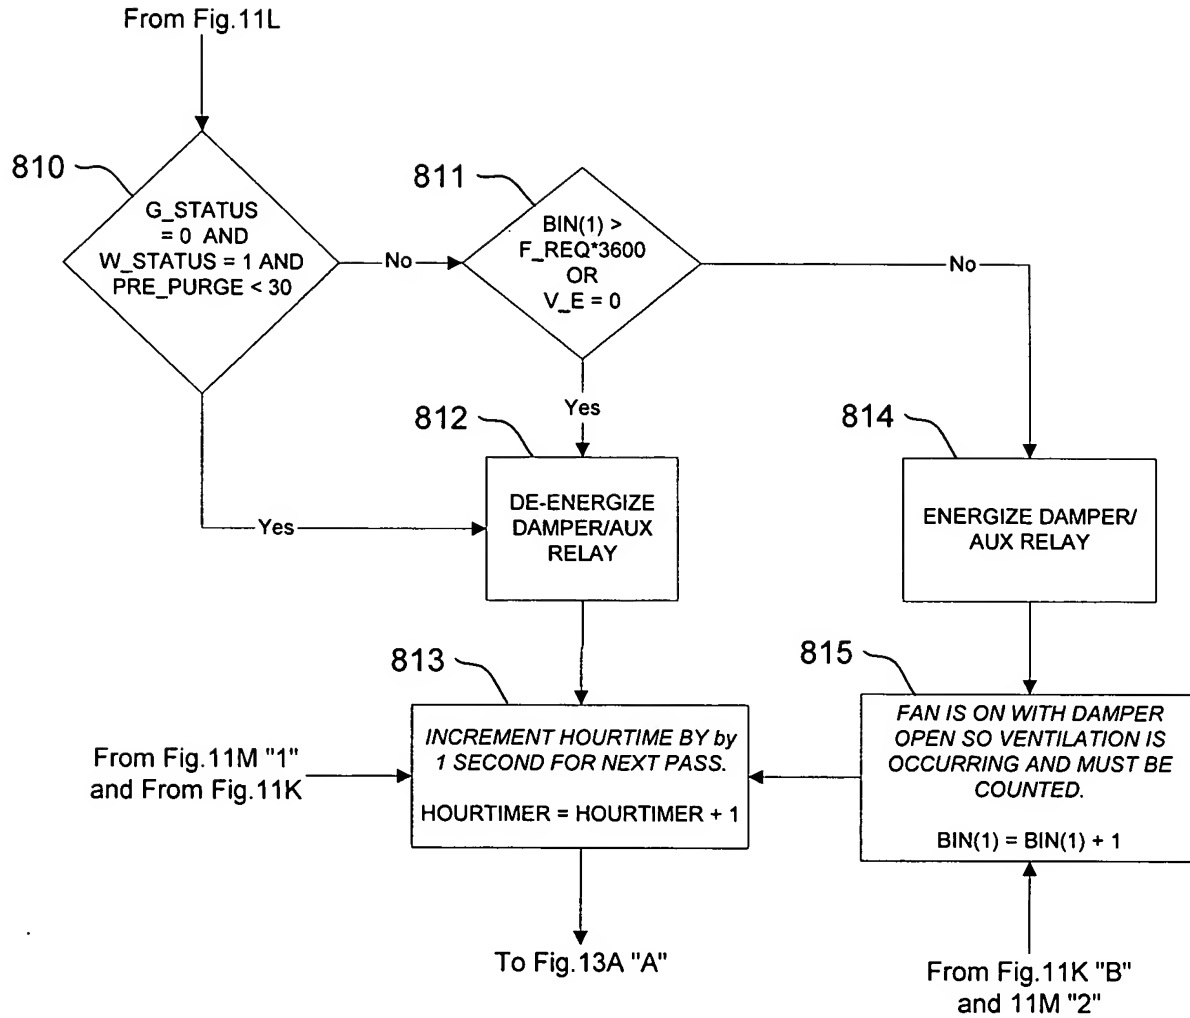 From Fig.11L
810
G_STATUS
= 0 AND
W_STATUS = 1 AND
PRE_PURGE < 30
No
811
BIN(1) >
F_REQ*3600
OR
V_E = 0
No
Yes
Yes
812
DE-ENERGIZE
DAMPER/AUX
RELAY
814
ENERGIZE DAMPER/
AUX RELAY
813
INCREMENT HOURTIME BY by
1 SECOND FOR NEXT PASS.
HOURTIMER = HOURTIMER + 1
From Fig.11M "1"
and From Fig.11K
815
FAN IS ON WITH DAMPER
OPEN SO VENTILATION IS
OCCURRING AND MUST BE
COUNTED.
BIN(1) = BIN(1) + 1
To Fig.13A "A"
From Fig.11K "B"
and 11M "2"